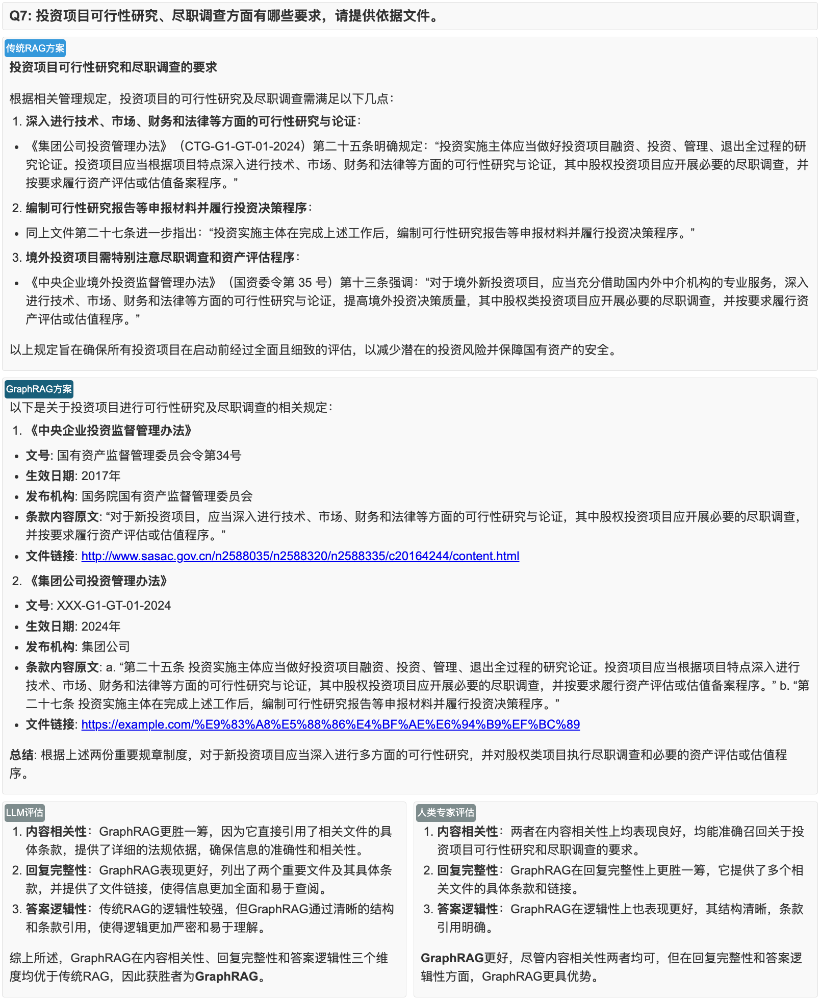 Q7: 投资项目可行性研究、尽职调查方面有哪些要求，请提供依据文件。
传统RAG方案
投资项目可行性研究和尽职调查的要求
根据相关管理规定，投资项目的可行性研究及尽职调查需满足以下几点：
1. 深入进行技术、市场、财务和法律等方面的可行性研究与论证：
• 《集团公司投资管理办法》（CTG-G1-GT-01-2024）第二十五条明确规定：“投资实施主体应当做好投资项目融资、投资、管理、退出全过程的研
究论证。投资项目应当根据项目特点深入进行技术、市场、财务和法律等方面的可行性研究与论证，其中股权投资项目应开展必要的尽职调查，并
按要求履行资产评估或估值备案程序。”
2. 编制可行性研究报告等申报材料并履行投资决策程序：
• 同上文件第二十七条进一步指出：“投资实施主体在完成上述工作后，编制可行性研究报告等申报材料并履行投资决策程序。”
3. 境外投资项目需特别注意尽职调查和资产评估程序：
• 《中央企业境外投资监督管理办法》（国资委令第 35 号）第十三条强调：“对于境外新投资项目，应当充分借助国内外中介机构的专业服务，深入
进行技术、市场、财务和法律等方面的可行性研究与论证，提高境外投资决策质量，其中股权类投资项目应开展必要的尽职调查，并按要求履行资
产评估或估值程序。”
以上规定旨在确保所有投资项目在启动前经过全面且细致的评估，以减少潜在的投资风险并保障国有资产的安全。
GraphRAG方案
以下是关于投资项目进行可行性研究及尽职调查的相关规定：
1. 《中央企业投资监督管理办法》
• 文号: 国有资产监督管理委员会令第34号
• 生效日期: 2017年
• 发布机构: 国务院国有资产监督管理委员会
• 条款内容原文: “对于新投资项目，应当深入进行技术、市场、财务和法律等方面的可行性研究与论证，其中股权投资项目应开展必要的尽职调查，
并按要求履行资产评估或估值程序。”
• 文件链接: http://www.sasac.gov.cn/n2588035/n2588320/n2588335/c20164244/content.html
2. 《集团公司投资管理办法》
• 文号: XXX-G1-GT-01-2024
• 生效日期: 2024年
• 发布机构: 集团公司
• 条款内容原文: a. “第二十五条 投资实施主体应当做好投资项目融资、投资、管理、退出全过程的研究论证。投资项目应当根据项目特点深入进行
技术、市场、财务和法律等方面的可行性研究与论证，其中股权投资项目应开展必要的尽职调查，并按要求履行资产评估或估值备案程序。” b. “第
二十七条 投资实施主体在完成上述工作后，编制可行性研究报告等申报材料并履行投资决策程序。”
• 文件链接: https://example.com/%E9%83%A8%E5%88%86%E4%BF%AE%E6%94%B9%EF%BC%89
总结: 根据上述两份重要规章制度，对于新投资项目应当深入进行多方面的可行性研究，并对股权类项目执行尽职调查和必要的资产评估或估值程
序。
LLM评估
1. 内容相关性：GraphRAG更胜一筹，因为它直接引用了相关文件的具
体条款，提供了详细的法规依据，确保信息的准确性和相关性。
2. 回复完整性：GraphRAG表现更好，列出了两个重要文件及其具体条
款，并提供了文件链接，使得信息更加全面和易于查阅。
3. 答案逻辑性：传统RAG的逻辑性较强，但GraphRAG通过清晰的结构
和条款引用，使得逻辑更加严密和易于理解。
综上所述，GraphRAG在内容相关性、回复完整性和答案逻辑性三个维
度均优于传统RAG，因此获胜者为GraphRAG。
人类专家评估
1. 内容相关性：两者在内容相关性上均表现良好，均能准确召回关于投
资项目可行性研究和尽职调查的要求。
2. 回复完整性：GraphRAG在回复完整性上更胜一筹，它提供了多个相
关文件的具体条款和链接。
3. 答案逻辑性：GraphRAG在逻辑性上也表现更好，其结构清晰，条款
引用明确。
GraphRAG更好，尽管内容相关性两者均可，但在回复完整性和答案逻
辑性方面，GraphRAG更具优势。